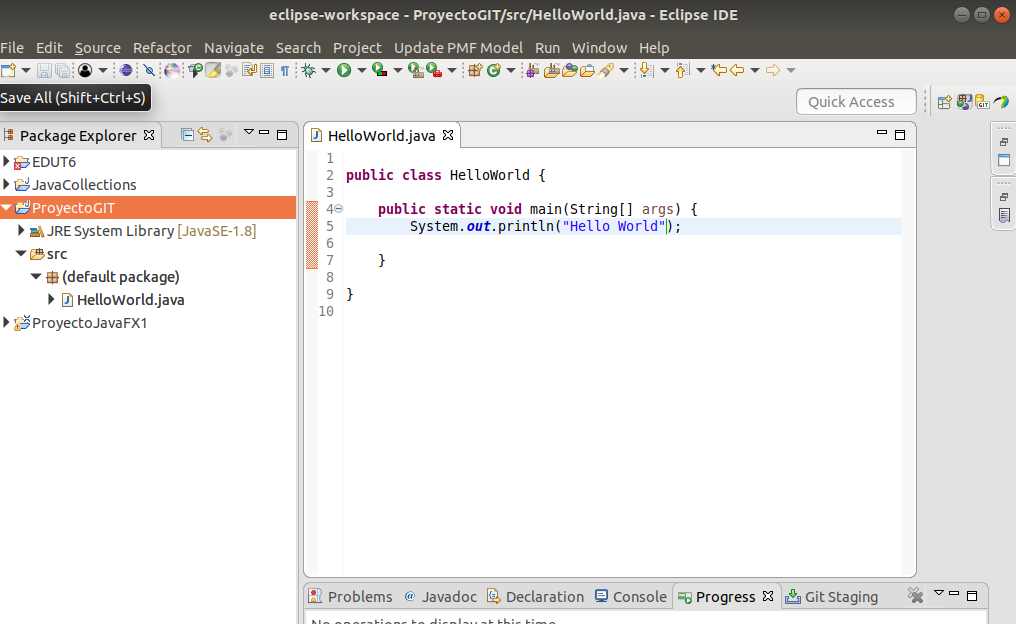 eclipse-workspace - ProyectoGIT/src/HelloWorld.java - Eclipse IDE
File Edit Source Refactor Navigate Search Project Update PMF Model Run Window Help
Save All (Shift+Ctrl+S)
Quick Access
Package Explorer
EDUT6
JavaCollections
ProyectoGIT
JRE System Library [JavaSE-1.8]
src
(default package)
HelloWorld.java
ProyectoJavaFX1
HelloWorld.java
1
2 public class HelloWorld {
3
4 public static void main(String[] args) {
5 System.out.println("Hello World");
6
7 }
8
9 }
10
Problems @ Javadoc Declaration Console Progress Git Staging
No operations to display at this time.